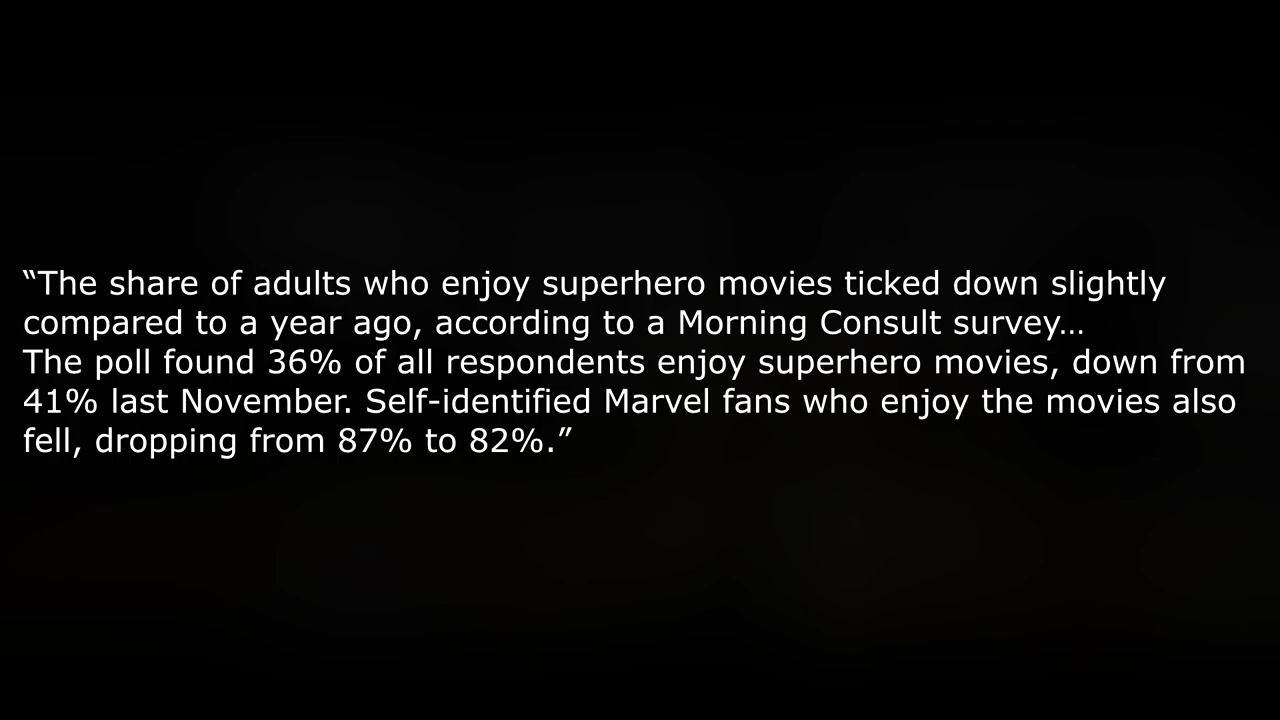 “The share of adults who enjoy superhero movies ticked down slightly
compared to a year ago, according to a Morning Consult survey…
The poll found 36% of all respondents enjoy superhero movies, down from
41% last November. Self-identified Marvel fans who enjoy the movies also
fell, dropping from 87% to 82%.”